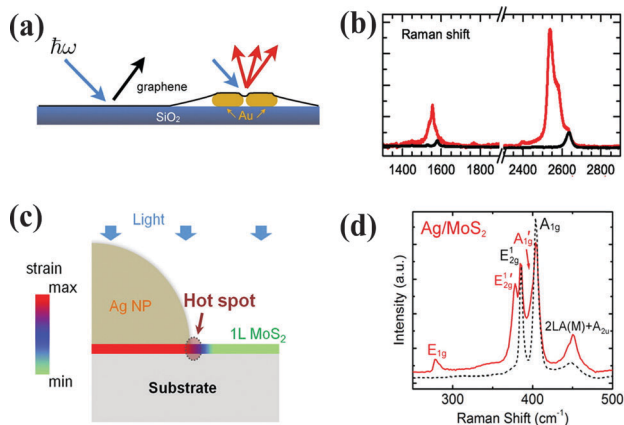 (a)
ħω
graphene
SiO₂
Au
(b)
Raman shift
1400
1600
1800
2400
2600
2800
(c)
Light
strain
max
min
Ag NP
Hot spot
1L MoS₂
Substrate
(d)
Ag/MoS₂
A₁g
A₁g′
E¹₂g
E¹₂g′
2LA(M)+A₂u
E₁g
Intensity (a.u.)
300
400
500
Raman Shift (cm⁻¹)